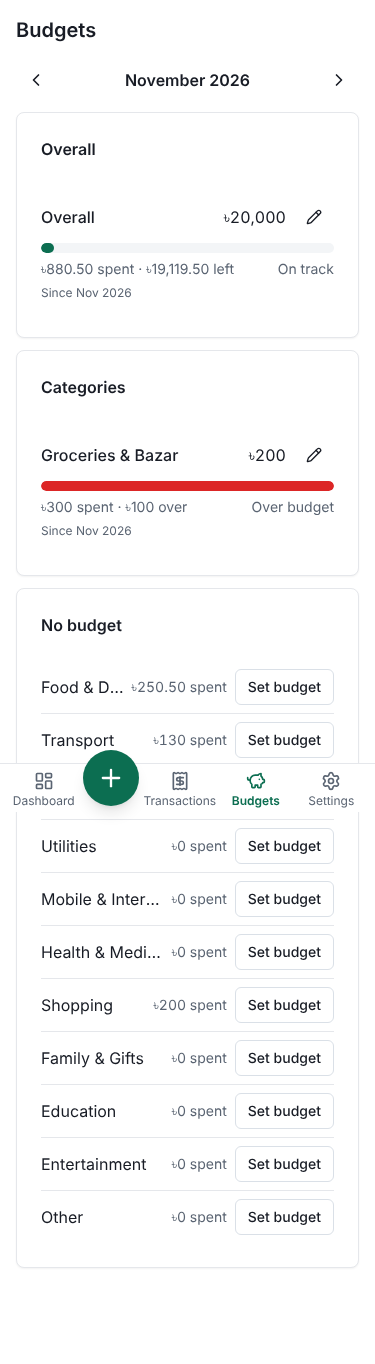 Budgets
November 2026
Overall
Overall ৳20,000
৳880.50 spent · ৳19,119.50 left On track
Since Nov 2026
Categories
Groceries & Bazar ৳200
৳300 spent · ৳100 over Over budget
Since Nov 2026
No budget
Food & D... ৳250.50 spent Set budget
Transport ৳130 spent Set budget
Dashboard Transactions Budgets Settings
Utilities ৳0 spent Set budget
Mobile & Inter... ৳0 spent Set budget
Health & Medi... ৳0 spent Set budget
Shopping ৳200 spent Set budget
Family & Gifts ৳0 spent Set budget
Education ৳0 spent Set budget
Entertainment ৳0 spent Set budget
Other ৳0 spent Set budget